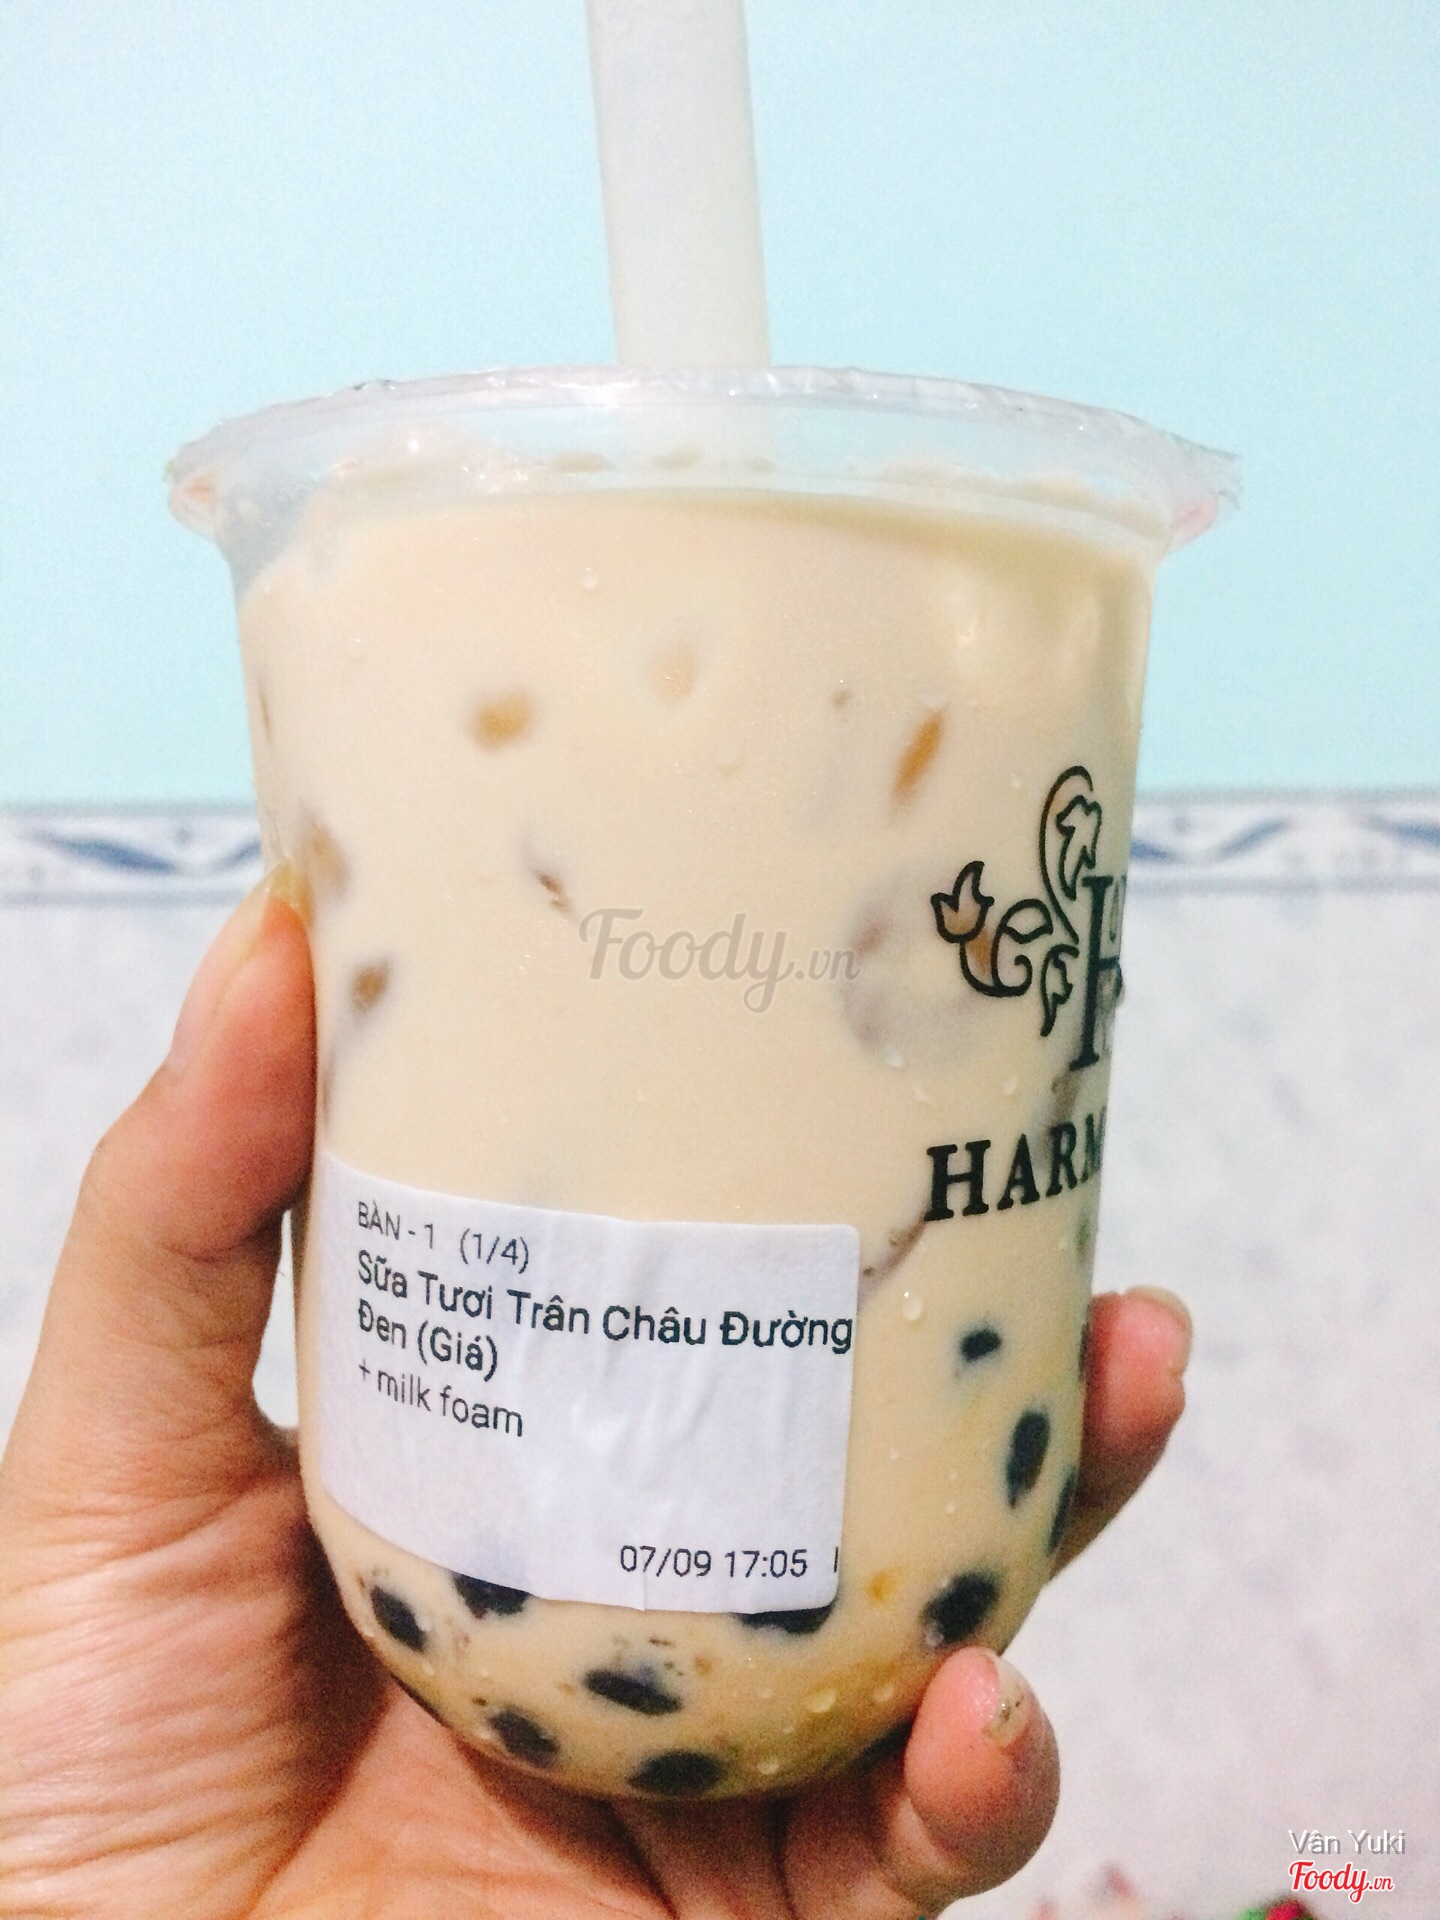 Foody.vn
H
HARM
BÀN - 1 (1/4)
Sữa Tươi Trân Châu Đường
Đen (Giá)
+ milk foam
07/09 17:05
Vân Yuki
Foody.vn